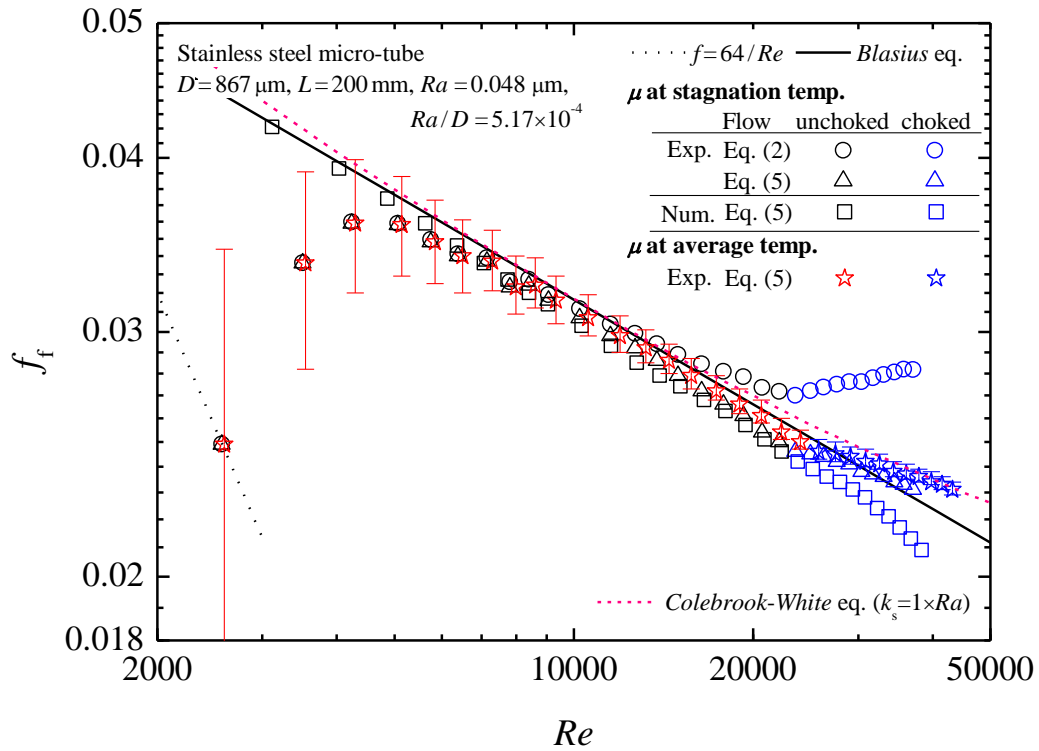 0.05
0.04
0.03
0.02
0.018
f_f
Stainless steel micro-tube
D = 867 μm, L = 200 mm, Ra = 0.048 μm,
Ra / D = 5.17×10⁻⁴
f = 64 / Re Blasius eq.
μ at stagnation temp.
Flow unchoked choked
Exp. Eq. (2)
Eq. (5)
Num. Eq. (5)
μ at average temp.
Exp Eq. (5)
Colebrook-White eq. (k_s=1×Ra)
2000 10000 20000 50000
Re